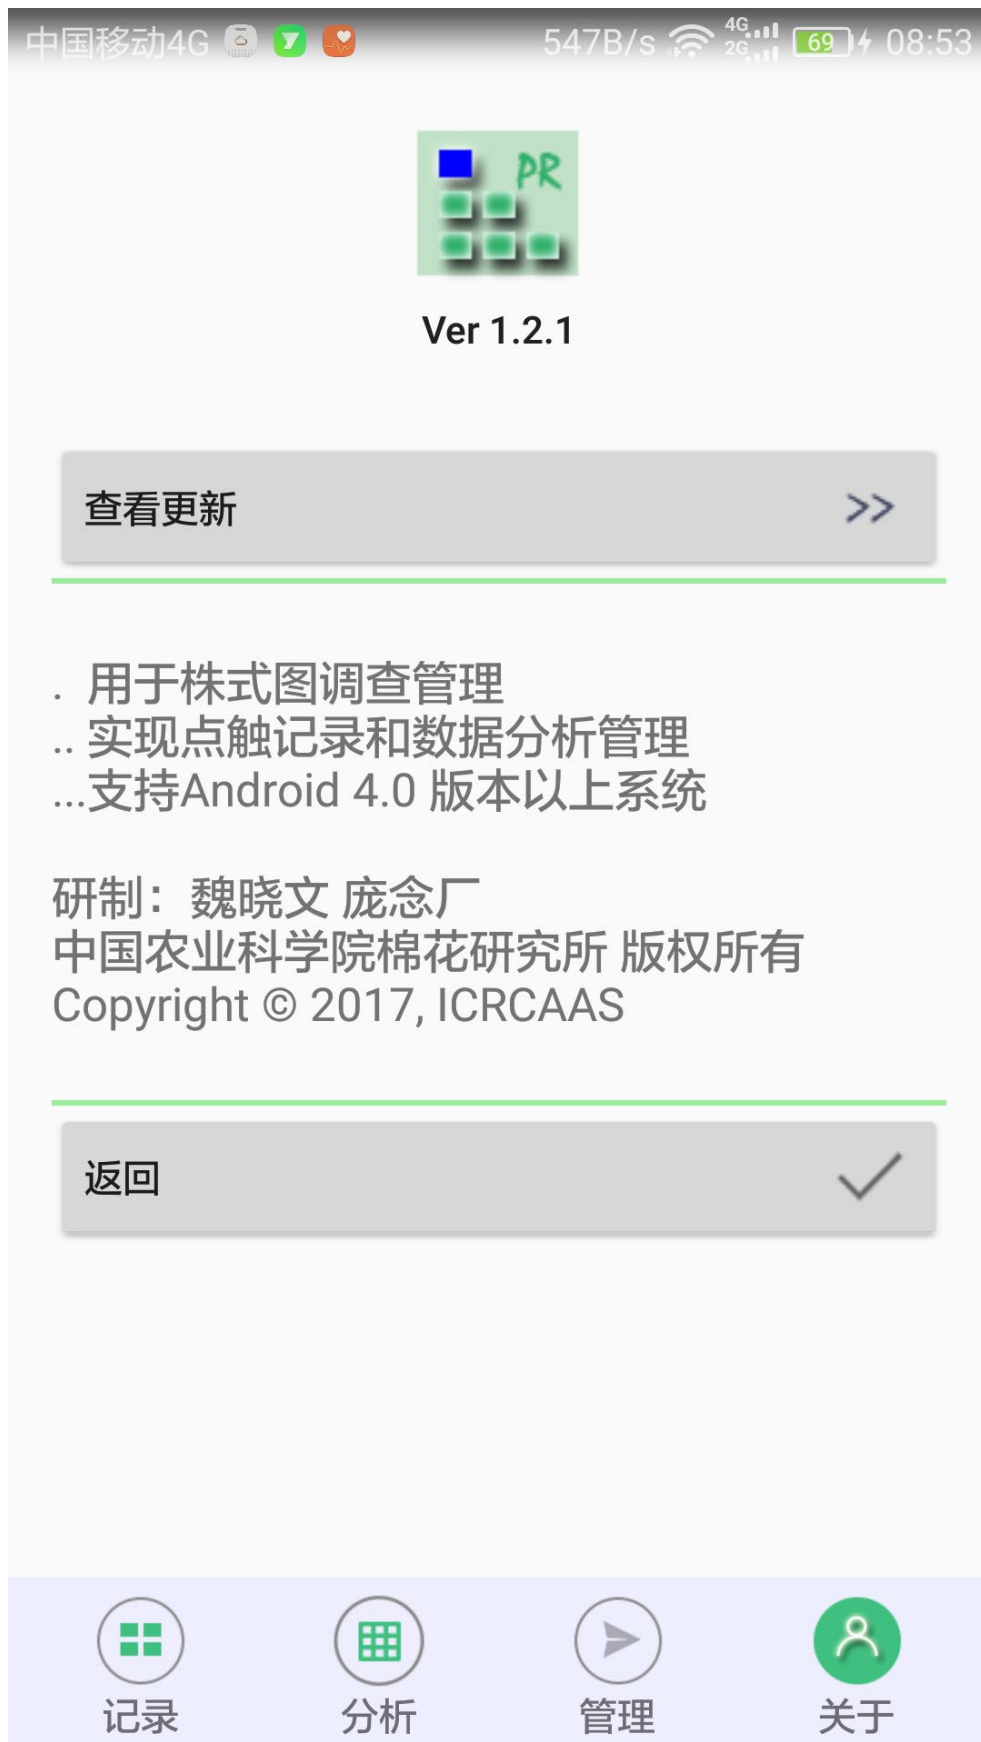 中国移动4G 547B/s 4G 2G 69 08:53
PR
Ver 1.2.1
查看更新 >>
. 用于株式图调查管理
.. 实现点触记录和数据分析管理
...支持Android 4.0 版本以上系统
研制：魏晓文 庞念厂
中国农业科学院棉花研究所 版权所有
Copyright © 2017, ICRCAAS
返回
记录 分析 管理 关于